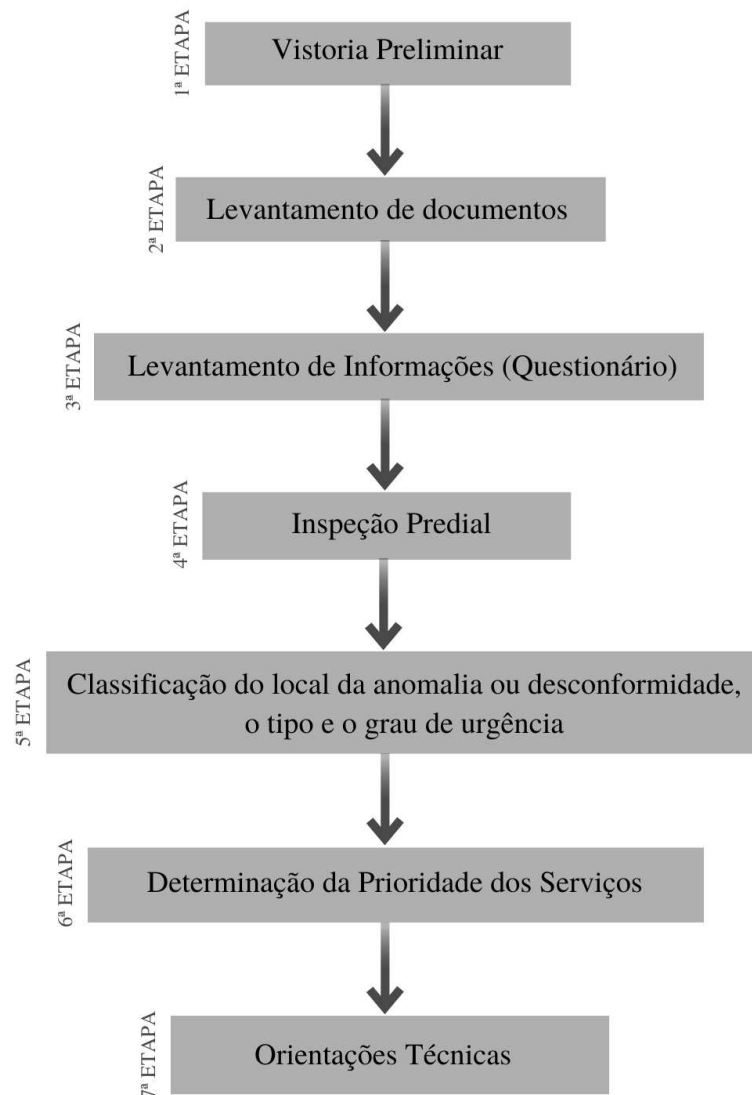 1ª ETAPA
Vistoria Preliminar
2ª ETAPA
Levantamento de documentos
3ª ETAPA
Levantamento de Informações (Questionário)
4ª ETAPA
Inspeção Predial
5ª ETAPA
Classificação do local da anomalia ou desconformidade,
o tipo e o grau de urgência
6ª ETAPA
Determinação da Prioridade dos Serviços
7ª ETAPA
Orientações Técnicas